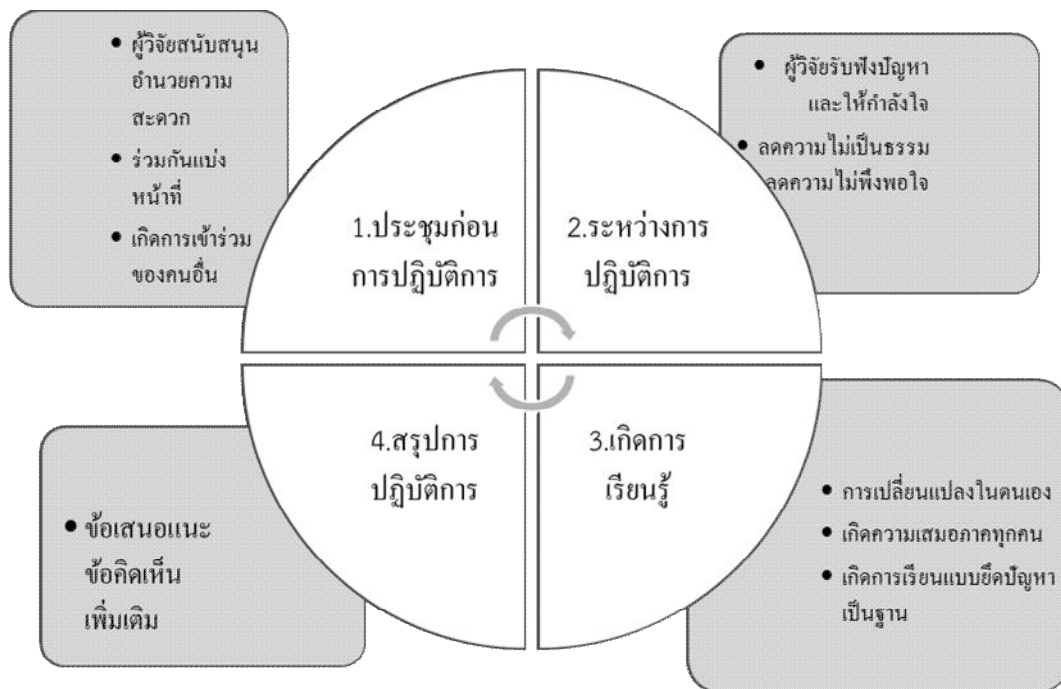 • ผู้วิจัยสนับสนุน
อำนวยความ
สะดวก
• ร่วมกันแบ่ง
หน้าที่
• เกิดการเข้าร่วม
ของคนอื่น
• ผู้วิจัยรับฟังปัญหา
และให้กำลังใจ
• ลดความไม่เป็นธรรม
ลดความไม่พึงพอใจ
1.ประชุมก่อน
การปฏิบัติการ
2.ระหว่างการ
ปฏิบัติการ
4.สรุปการ
ปฏิบัติการ
3.เกิดการ
เรียนรู้
• ข้อเสนอแนะ
ข้อคิดเห็น
เพิ่มเติม
• การเปลี่ยนแปลงในตนเอง
• เกิดความเสมอภาคทุกคน
• เกิดการเรียนแบบยึดปัญหา
เป็นฐาน